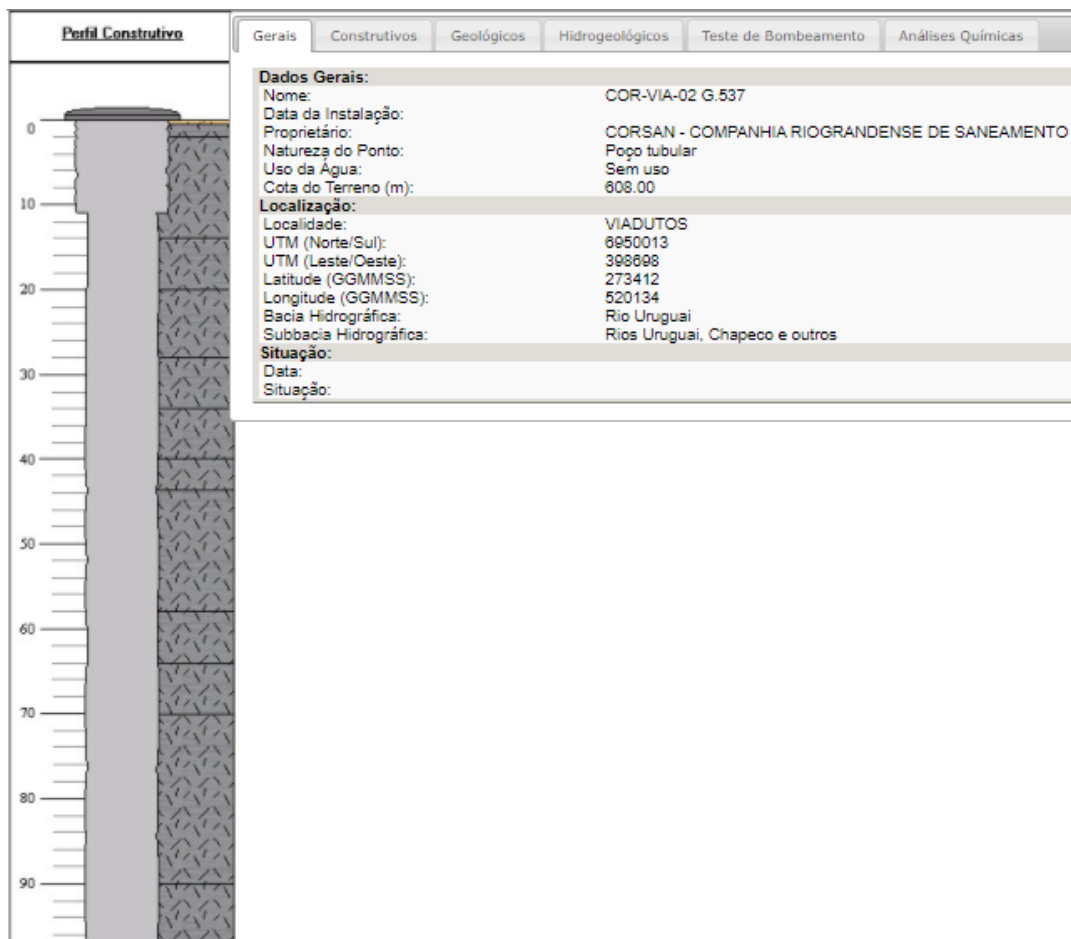 Perfil Construtivo
Gerais Construtivos Geológicos Hidrogeológicos Teste de Bombeamento Análises Químicas
Dados Gerais:
Nome: COR-VIA-02 G.537
Data da Instalação:
Proprietário: CORSAN - COMPANHIA RIOGRANDENSE DE SANEAMENTO
Natureza do Ponto: Poço tubular
Uso da Água: Sem uso
Cota do Terreno (m): 608.00
Localização:
Localidade: VIADUTOS
UTM (Norte/Sul): 6950013
UTM (Leste/Oeste): 398698
Latitude (GGMMSS): 273412
Longitude (GGMMSS): 520134
Bacia Hidrográfica: Rio Uruguai
Subbacia Hidrográfica: Rios Uruguai, Chapeco e outros
Situação:
Data:
Situação:
0
10
20
30
40
50
60
70
80
90